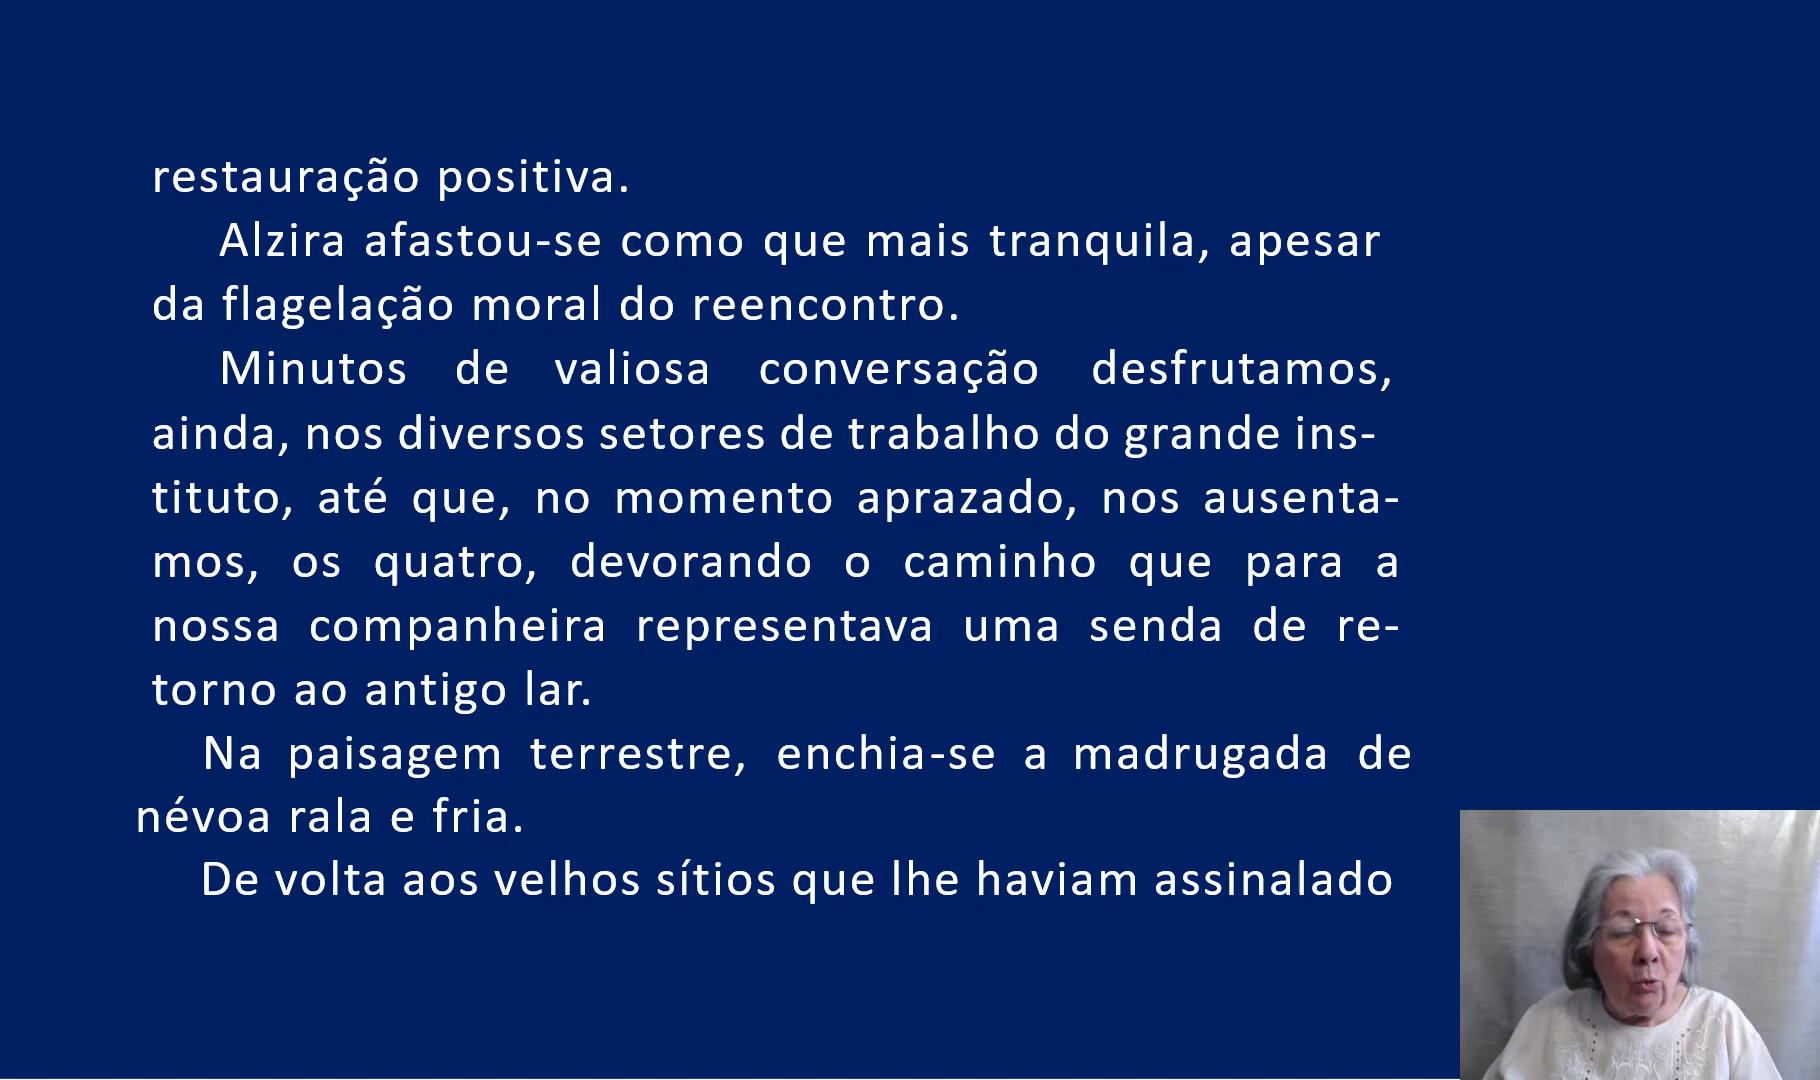 restauração positiva.
Alzira afastou-se como que mais tranquila, apesar
da flagelação moral do reencontro.
Minutos de valiosa conversação desfrutamos,
ainda, nos diversos setores de trabalho do grande ins-
tituto, até que, no momento aprazado, nos ausenta-
mos, os quatro, devorando o caminho que para a
nossa companheira representava uma senda de re-
torno ao antigo lar.
Na paisagem terrestre, enchia-se a madrugada de
névoa rala e fria.
De volta aos velhos sítios que lhe haviam assinalado